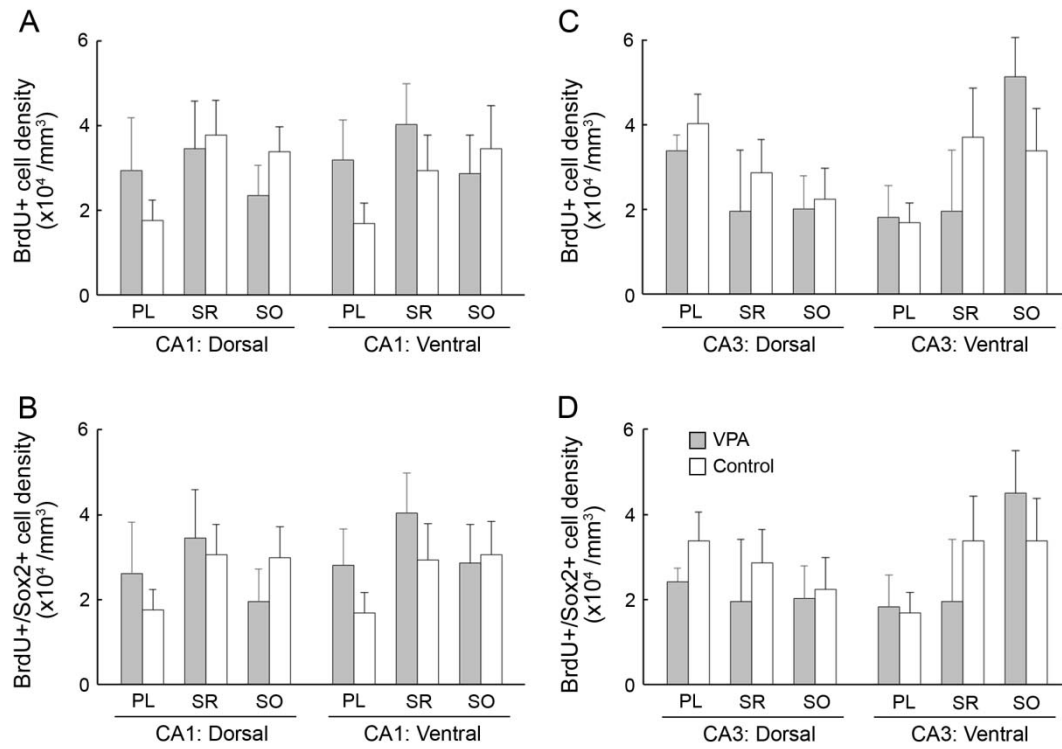 A
BrdU+ cell density
(x10⁴ /mm³)
6
4
2
0
PL SR SO PL SR SO
CA1: Dorsal CA1: Ventral
C
BrdU+ cell density
(x10⁴ /mm³)
6
4
2
0
PL SR SO PL SR SO
CA3: Dorsal CA3: Ventral
B
BrdU+/Sox2+ cell density
(x10⁴ /mm³)
6
4
2
0
PL SR SO PL SR SO
CA1: Dorsal CA1: Ventral
D
BrdU+/Sox2+ cell density
(x10⁴ /mm³)
6
4
2
0
VPA
Control
PL SR SO PL SR SO
CA3: Dorsal CA3: Ventral